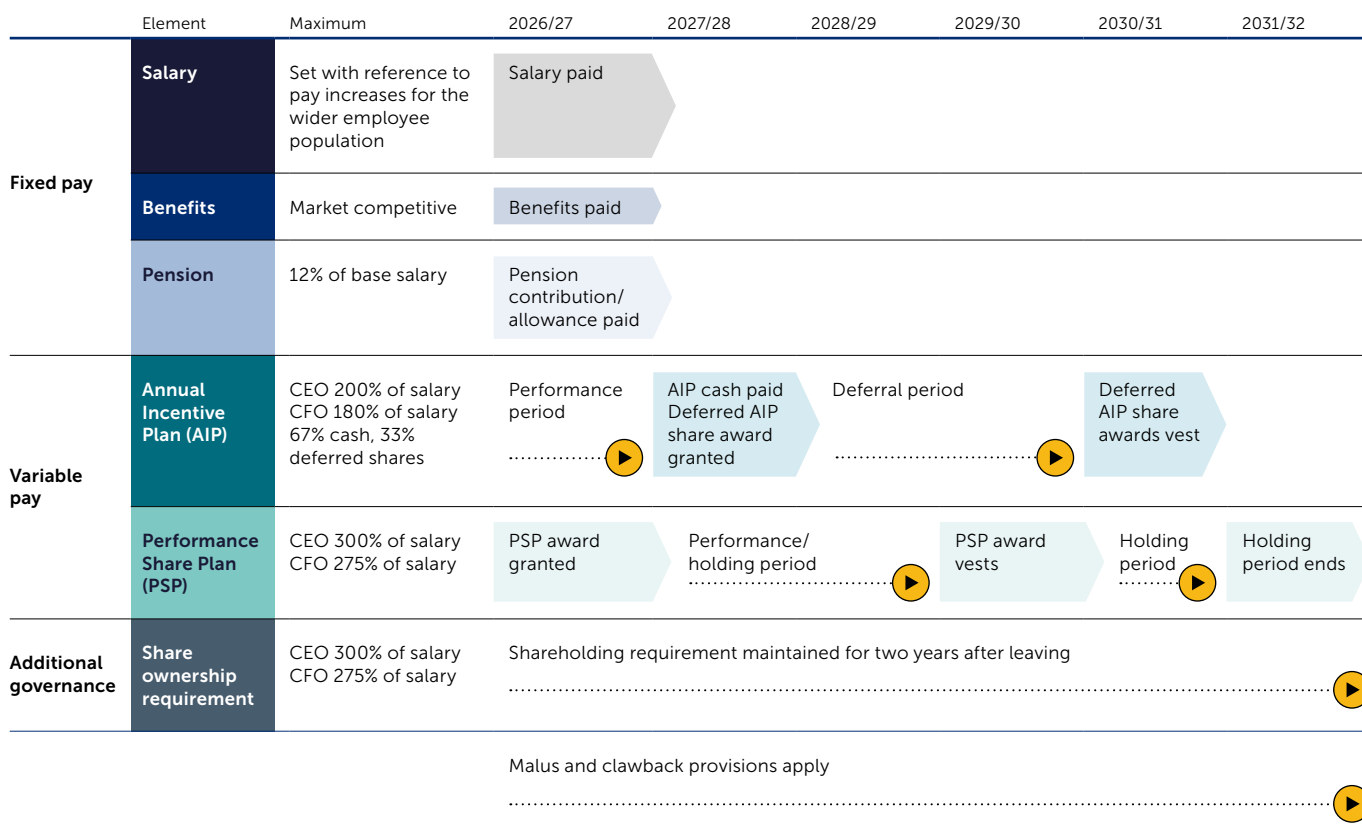 Element Maximum 2026/27 2027/28 2028/29 2029/30 2030/31 2031/32
Fixed pay
Salary
Set with reference to
pay increases for the
wider employee
population
Salary paid
Benefits
Market competitive
Benefits paid
Pension
12% of base salary
Pension
contribution/
allowance paid
Variable
pay
Annual
Incentive
Plan (AIP)
CEO 200% of salary
CFO 180% of salary
67% cash, 33%
deferred shares
Performance
period
AIP cash paid
Deferred AIP
share award
granted
Deferral period
Deferred
AIP share
awards vest
Performance
Share Plan
(PSP)
CEO 300% of salary
CFO 275% of salary
PSP award
granted
Performance/
holding period
PSP award
vests
Holding
period
Holding
period ends
Additional
governance
Share
ownership
requirement
CEO 300% of salary
CFO 275% of salary
Shareholding requirement maintained for two years after leaving
Malus and clawback provisions apply